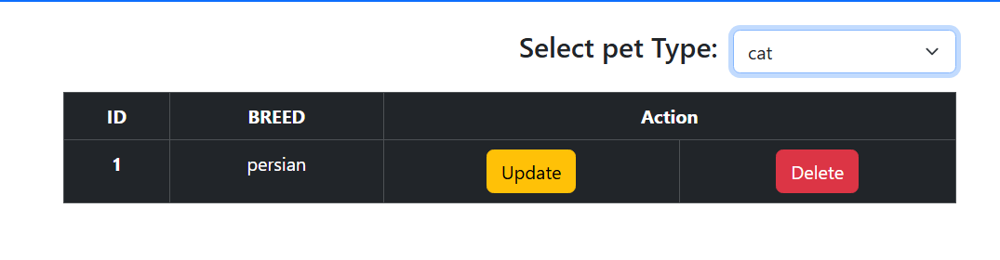 Select pet Type: cat
ID BREED Action
1 persian Update Delete